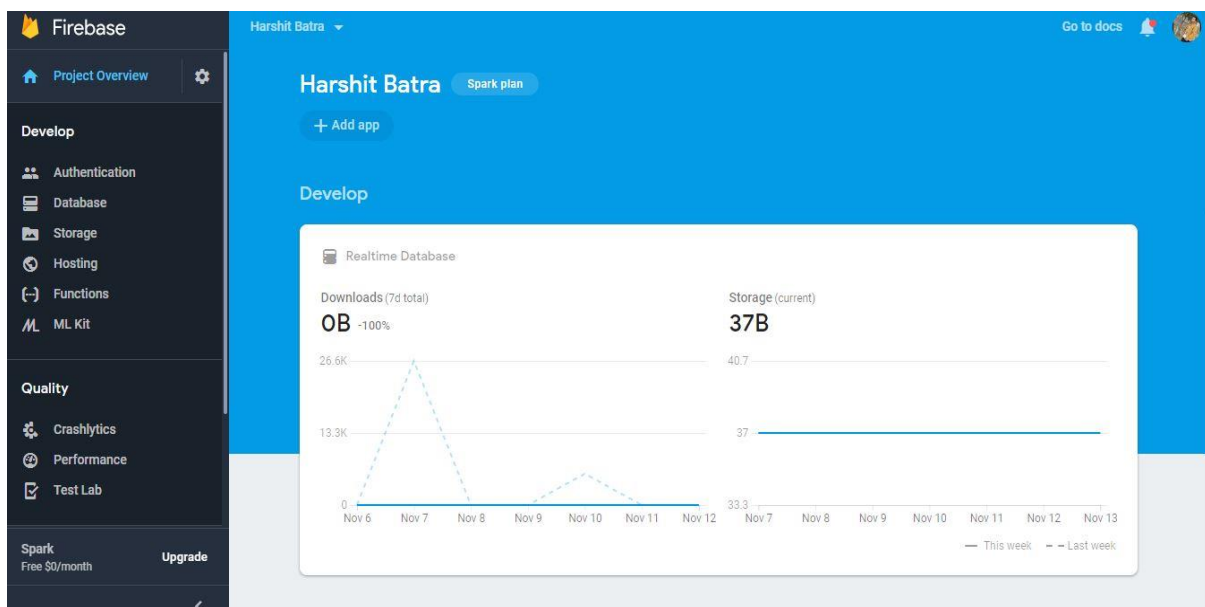 Firebase
Harshit Batra
Go to docs
Project Overview
Harshit Batra
Spark plan
+ Add app
Develop
Authentication
Database
Storage
Hosting
Functions
ML Kit
Quality
Crashlytics
Performance
Test Lab
Spark
Free $0/month
Upgrade
Develop
Realtime Database
Downloads (7d total)
0B -100%
26.6K
13.3K
0
Nov 6 Nov 7 Nov 8 Nov 9 Nov 10 Nov 11 Nov 12
Storage (current)
37B
40.7
37
33.3
Nov 7 Nov 8 Nov 9 Nov 10 Nov 11 Nov 12 Nov 13
This week Last week